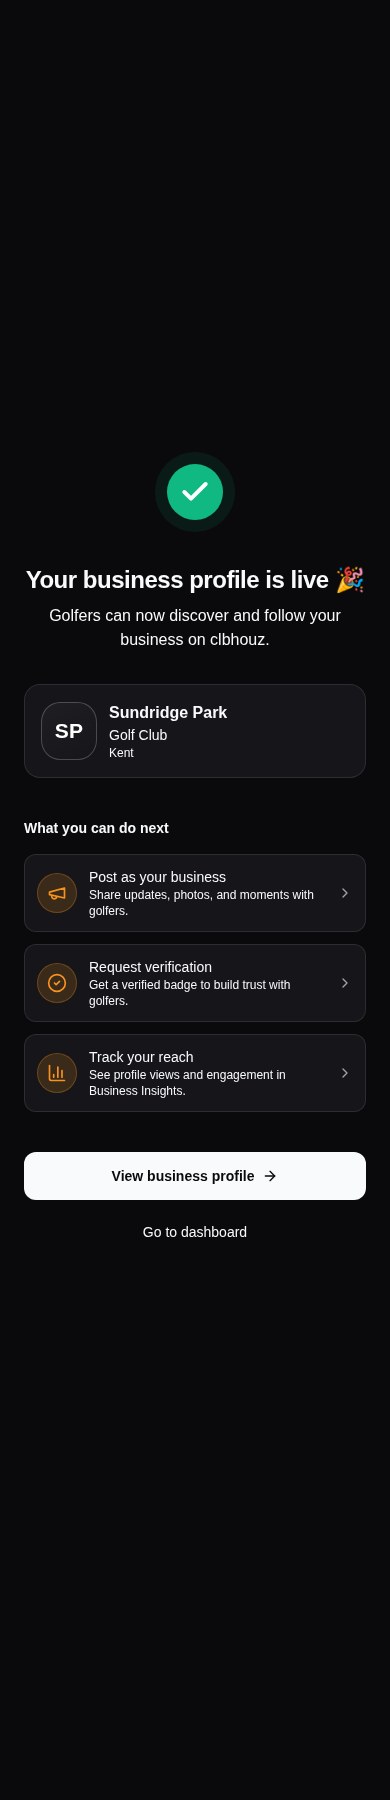 Your business profile is live 🎉
Golfers can now discover and follow your
business on clbhouz.
SP
Sundridge Park
Golf Club
Kent
What you can do next
Post as your business
Share updates, photos, and moments with
golfers.
Request verification
Get a verified badge to build trust with
golfers.
Track your reach
See profile views and engagement in
Business Insights.
View business profile →
Go to dashboard